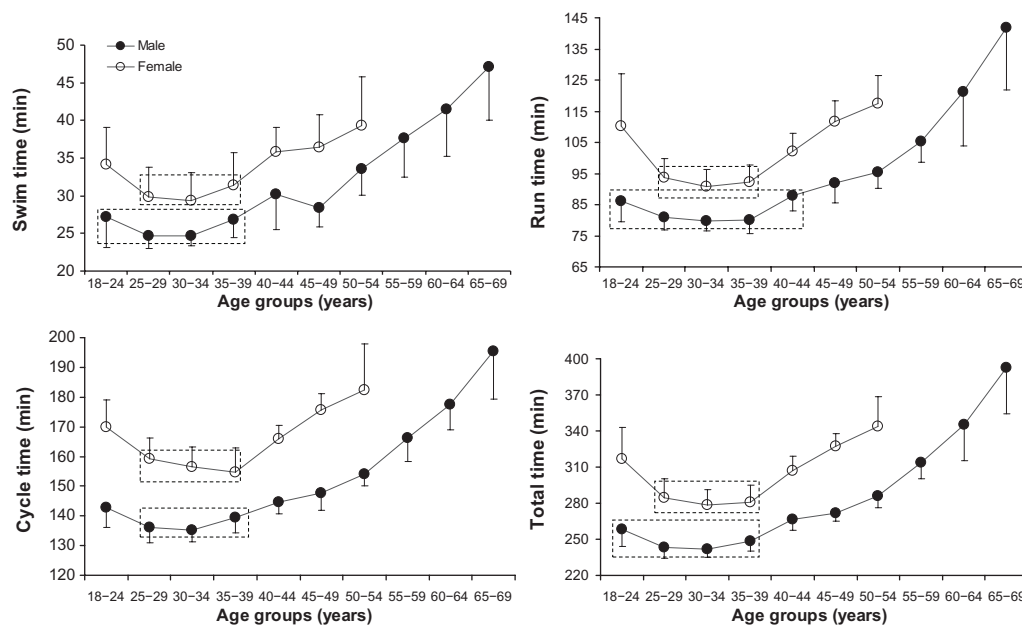 Male
Female
Swim time (min)
50
45
40
35
30
25
20
18−24 25−29 30−34 35−39 40−44 45−49 50−54 55−59 60−64 65−69
Age groups (years)
Run time (min)
145
125
115
95
85
75
65
18−24 25−29 30−34 35−39 40−44 45−49 50−54 55−59 60−64 65−69
Age groups (years)
Cycle time (min)
200
190
180
170
160
150
140
130
120
18−24 25−29 30−34 35−39 40−44 45−49 50−54 55−59 60−64 65−69
Age groups (years)
Total time (min)
400
370
340
310
280
250
220
18−24 25−29 30−34 35−39 40−44 45−49 50−54 55−59 60−64 65−69
Age groups (years)